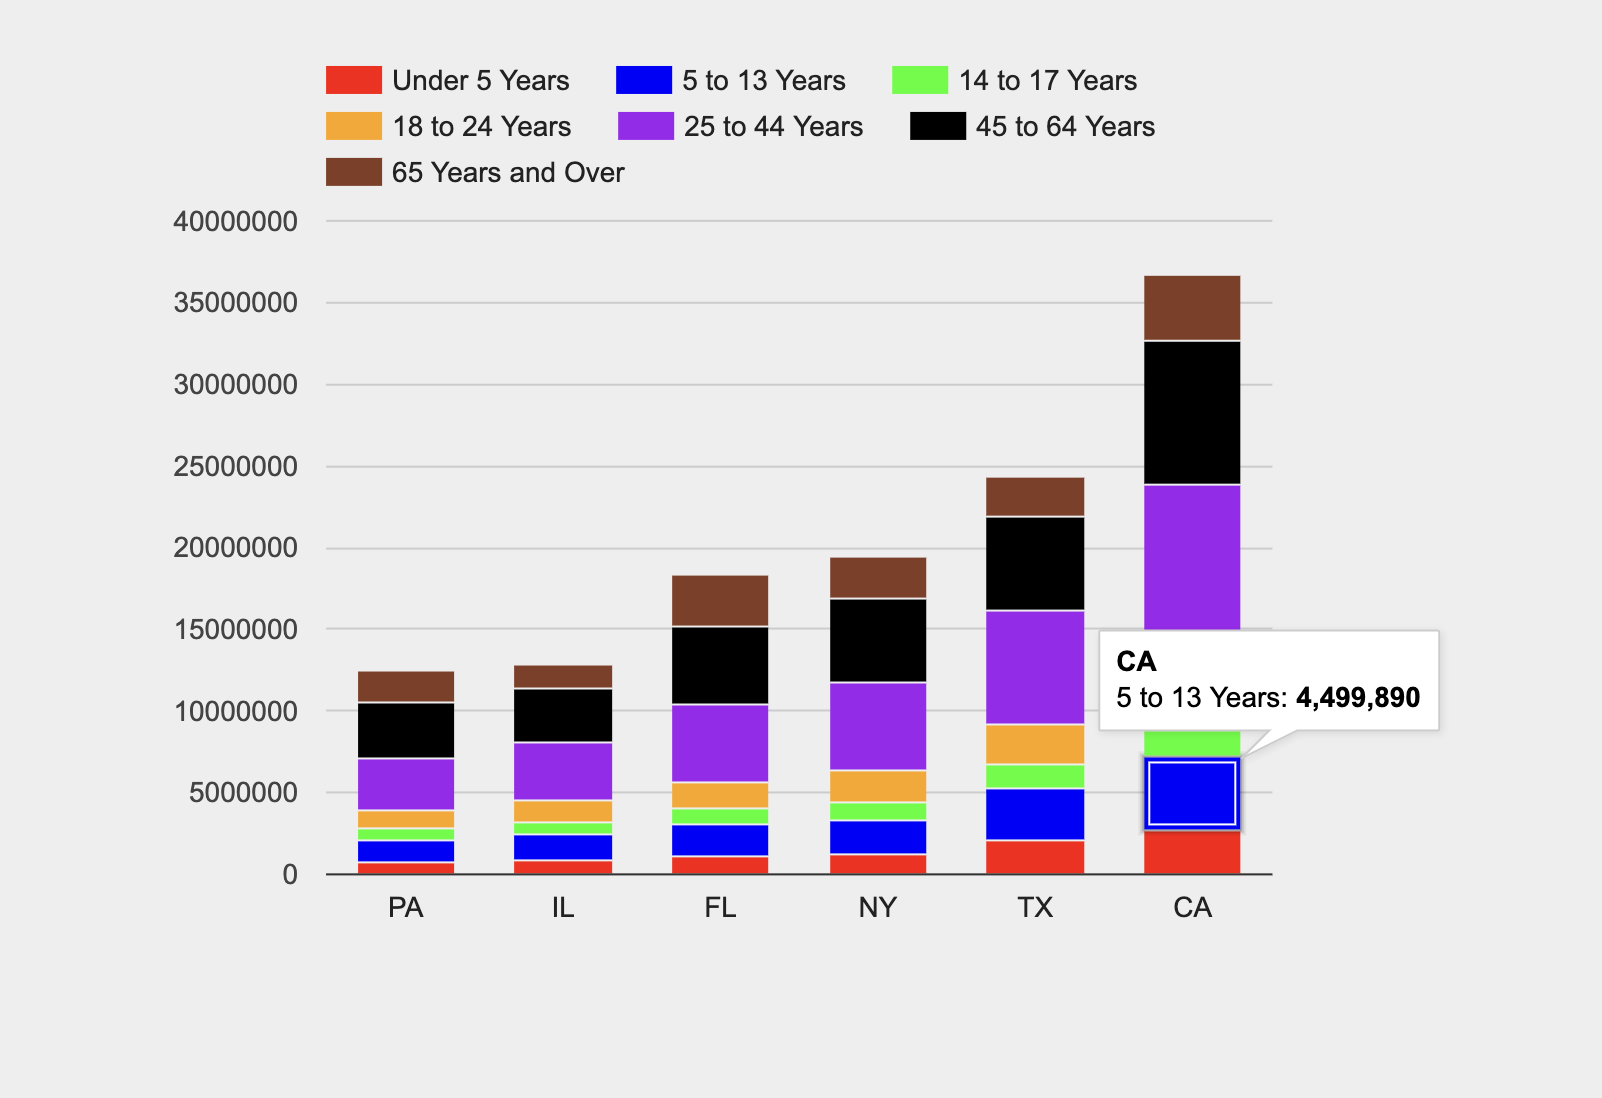 Under 5 Years 5 to 13 Years 14 to 17 Years
18 to 24 Years 25 to 44 Years 45 to 64 Years
65 Years and Over
40000000
35000000
30000000
25000000
20000000
15000000
10000000
5000000
0
CA
5 to 13 Years: 4,499,890
PA IL FL NY TX CA